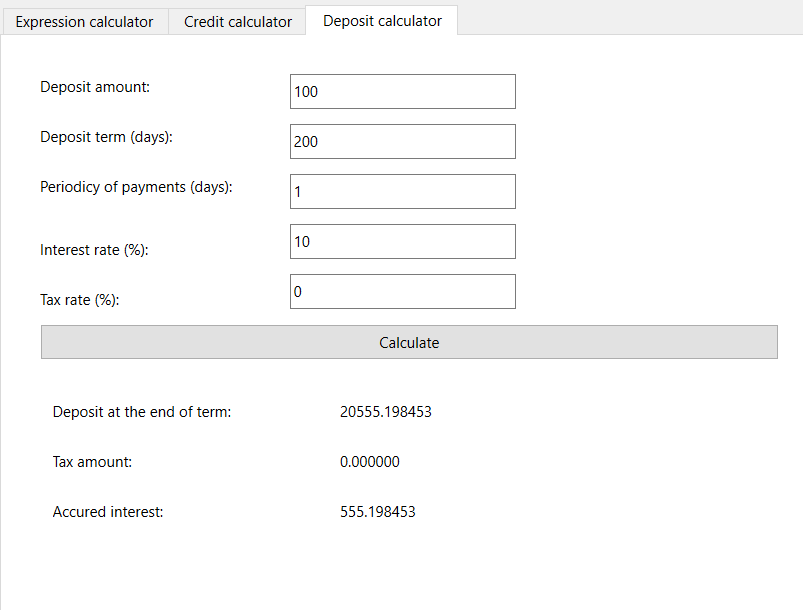 Expression calculator Credit calculator Deposit calculator
Deposit amount: 100
Deposit term (days): 200
Periodicy of payments (days): 1
Interest rate (%): 10
Tax rate (%): 0
Calculate
Deposit at the end of term: 20555.198453
Tax amount: 0.000000
Accured interest: 555.198453